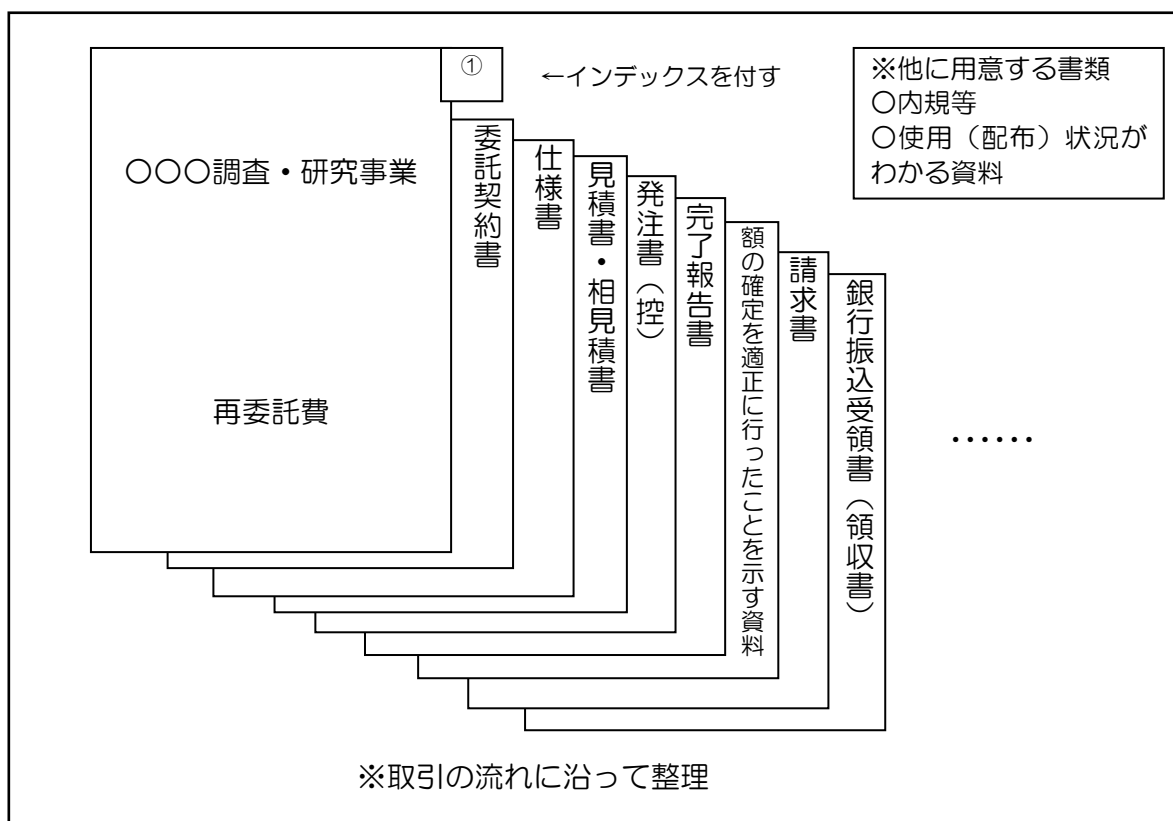 ①
←インデックスを付す
※他に用意する書類
〇内規等
〇使用（配布）状況が
わかる資料
〇〇〇調査・研究事業
再委託費
委託契約書
仕様書
見積書・相見積書
発注書（控）
完了報告書
額の確定を適正に行ったことを示す資料
請求書
銀行振込受領書（領収書）
……
※取引の流れに沿って整理